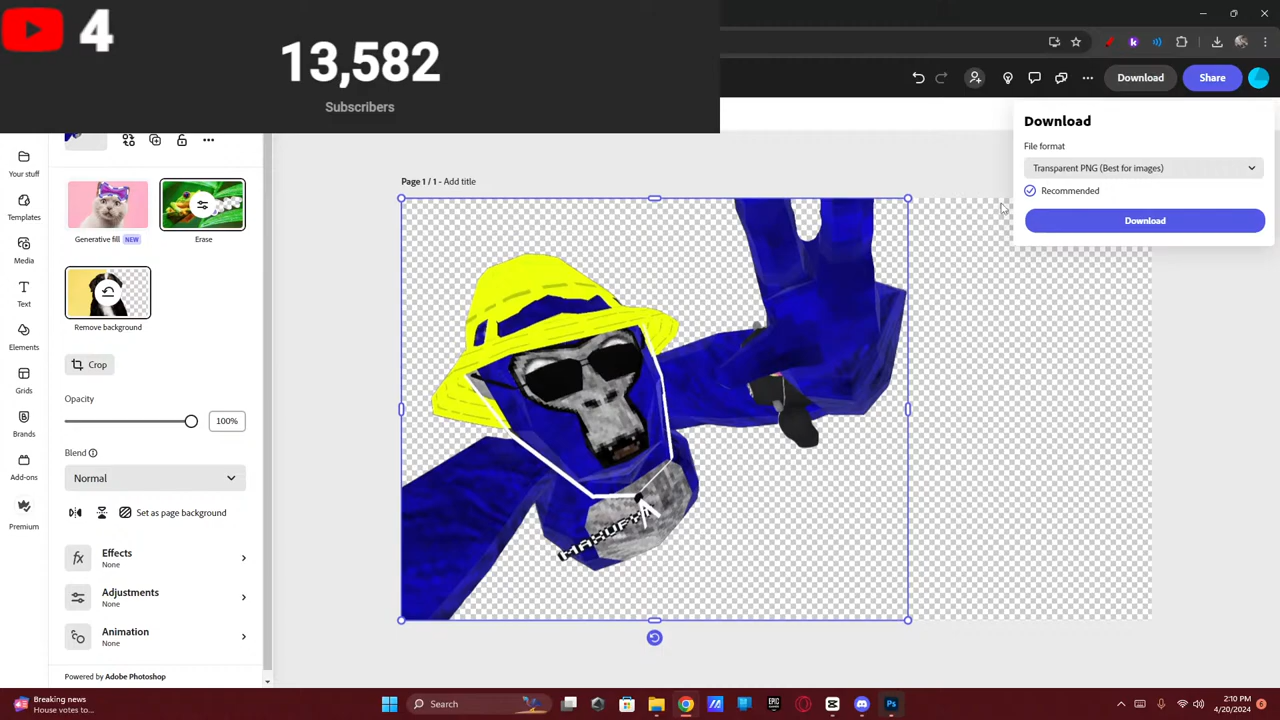 4
13,582
Subscribers
Download
Share
Download
File format
Transparent PNG (Best for images)
Recommended
Download
Your stuff
Templates
Media
Text
Elements
Grids
Brands
Add-ons
Premium
Generative fill NEW
Erase
Remove background
Crop
Opacity
100%
Blend
Normal
Set as page background
fx
Effects
None
Adjustments
None
Animation
None
Powered by Adobe Photoshop
Page 1 / 1 - Add title
Breaking news
House votes to...
Search
EPIC
Ps
2:10 PM
4/20/2024